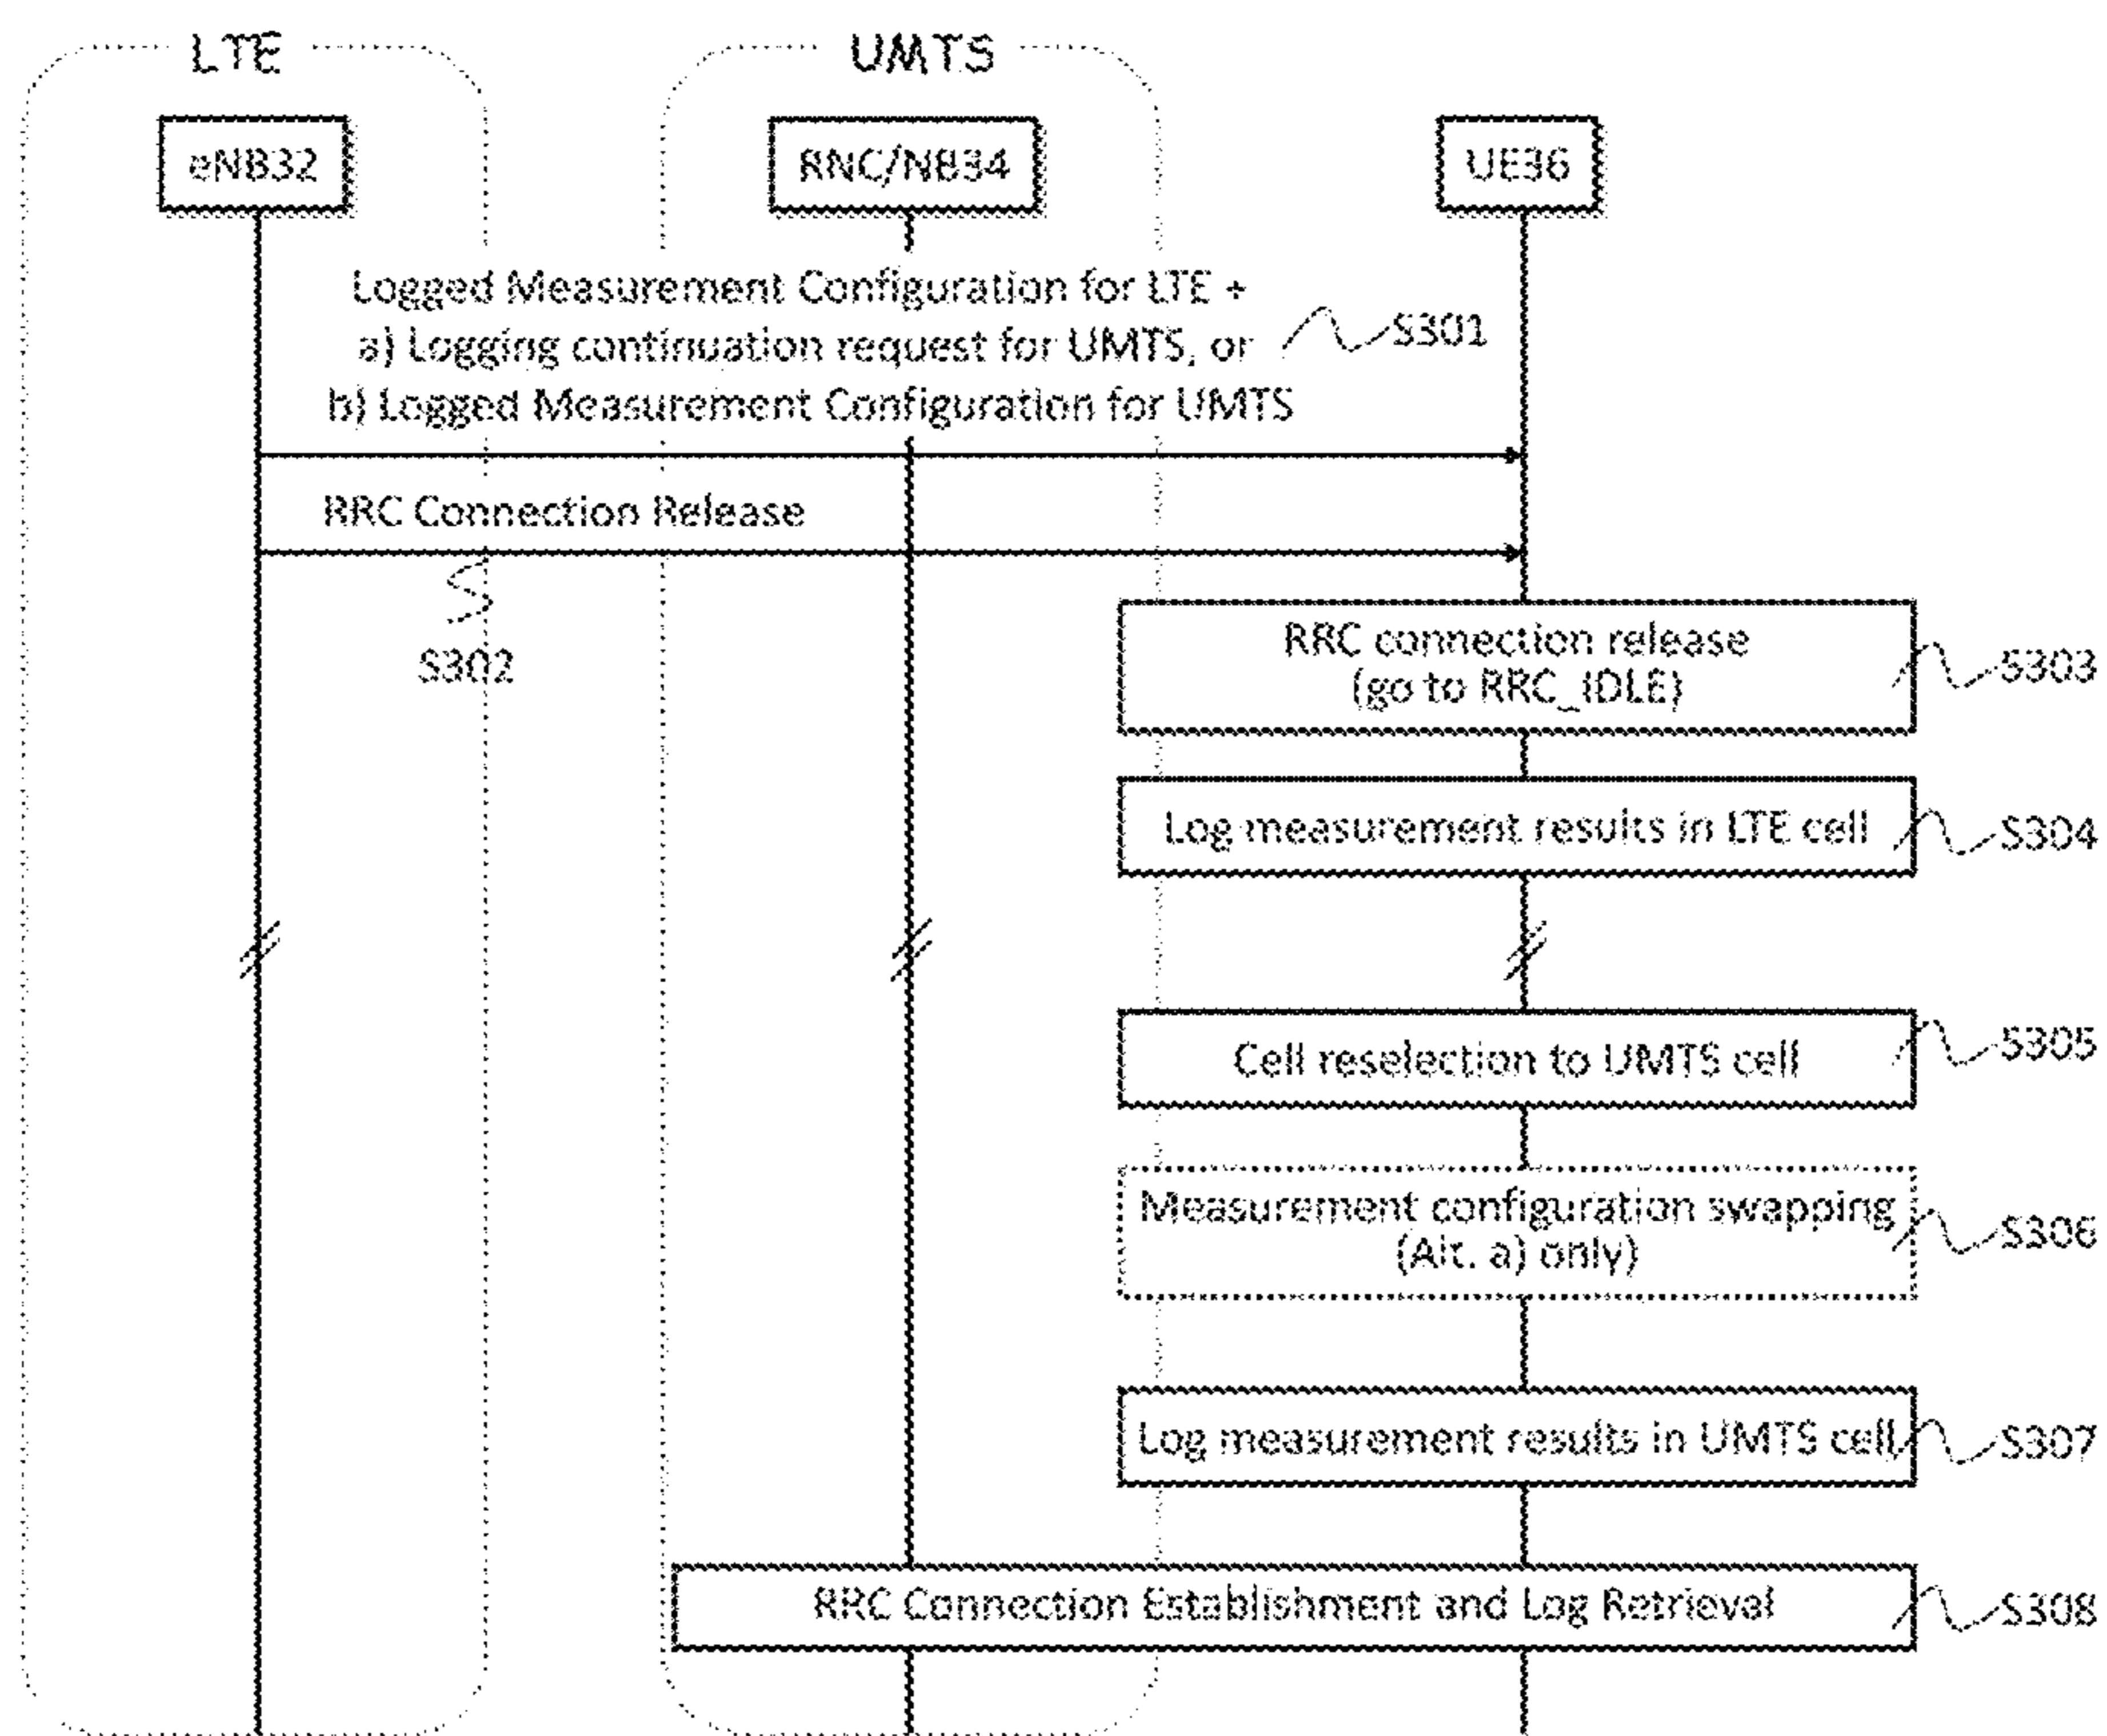 LTE
UMTS
eNB32
RNC/NB34
UE36
Logged Measurement Configuration for LTE +
a) Logging continuation request for UMTS, or
S301
b) Logged Measurement Configuration for UMTS
RRC Connection Release
S302
RRC connection release
(go to RRC_IDLE)
S303
Log measurement results in LTE cell
S304
Cell reselection to UMTS cell
S305
Measurement configuration swapping
(Alt. a) only)
S306
Log measurement results in UMTS cell
S307
RRC Connection Establishment and Log Retrieval
S308